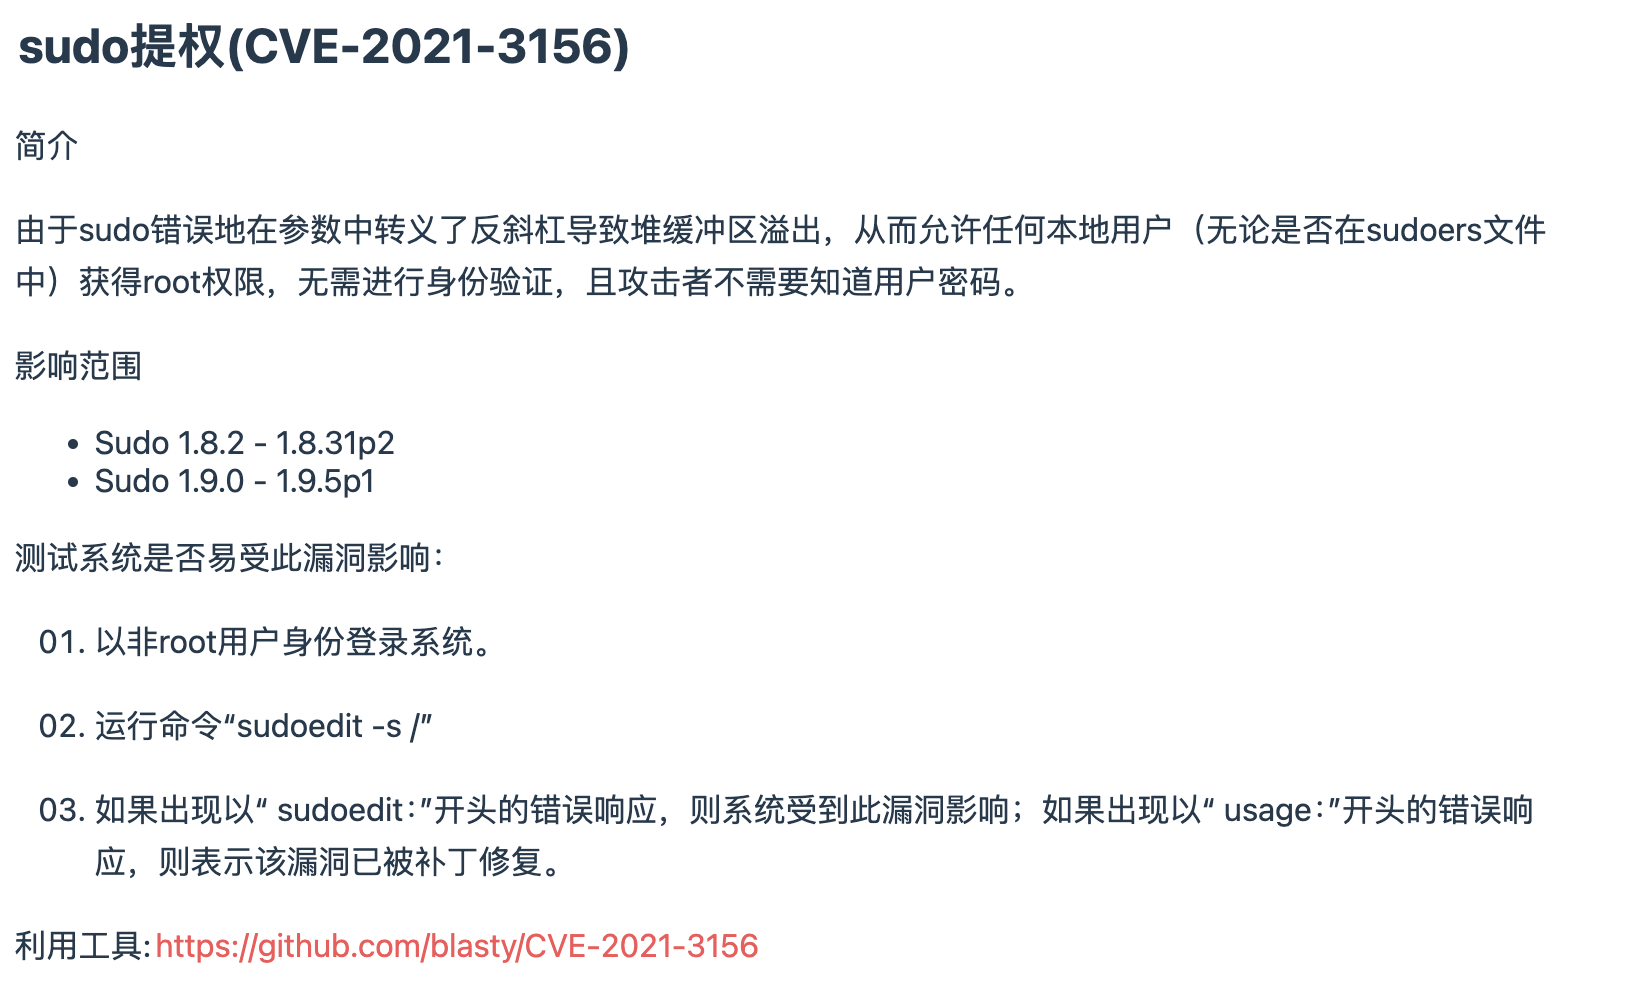 sudo提权(CVE-2021-3156)
简介
由于sudo错误地在参数中转义了反斜杠导致堆缓冲区溢出，从而允许任何本地用户（无论是否在sudoers文件
中）获得root权限，无需进行身份验证，且攻击者不需要知道用户密码。
影响范围
• Sudo 1.8.2 - 1.8.31p2
• Sudo 1.9.0 - 1.9.5p1
测试系统是否易受此漏洞影响：
01. 以非root用户身份登录系统。
02. 运行命令“sudoedit -s /”
03. 如果出现以“ sudoedit：”开头的错误响应，则系统受到此漏洞影响；如果出现以“ usage：”开头的错误响
应，则表示该漏洞已被补丁修复。
利用工具:https://github.com/blasty/CVE-2021-3156